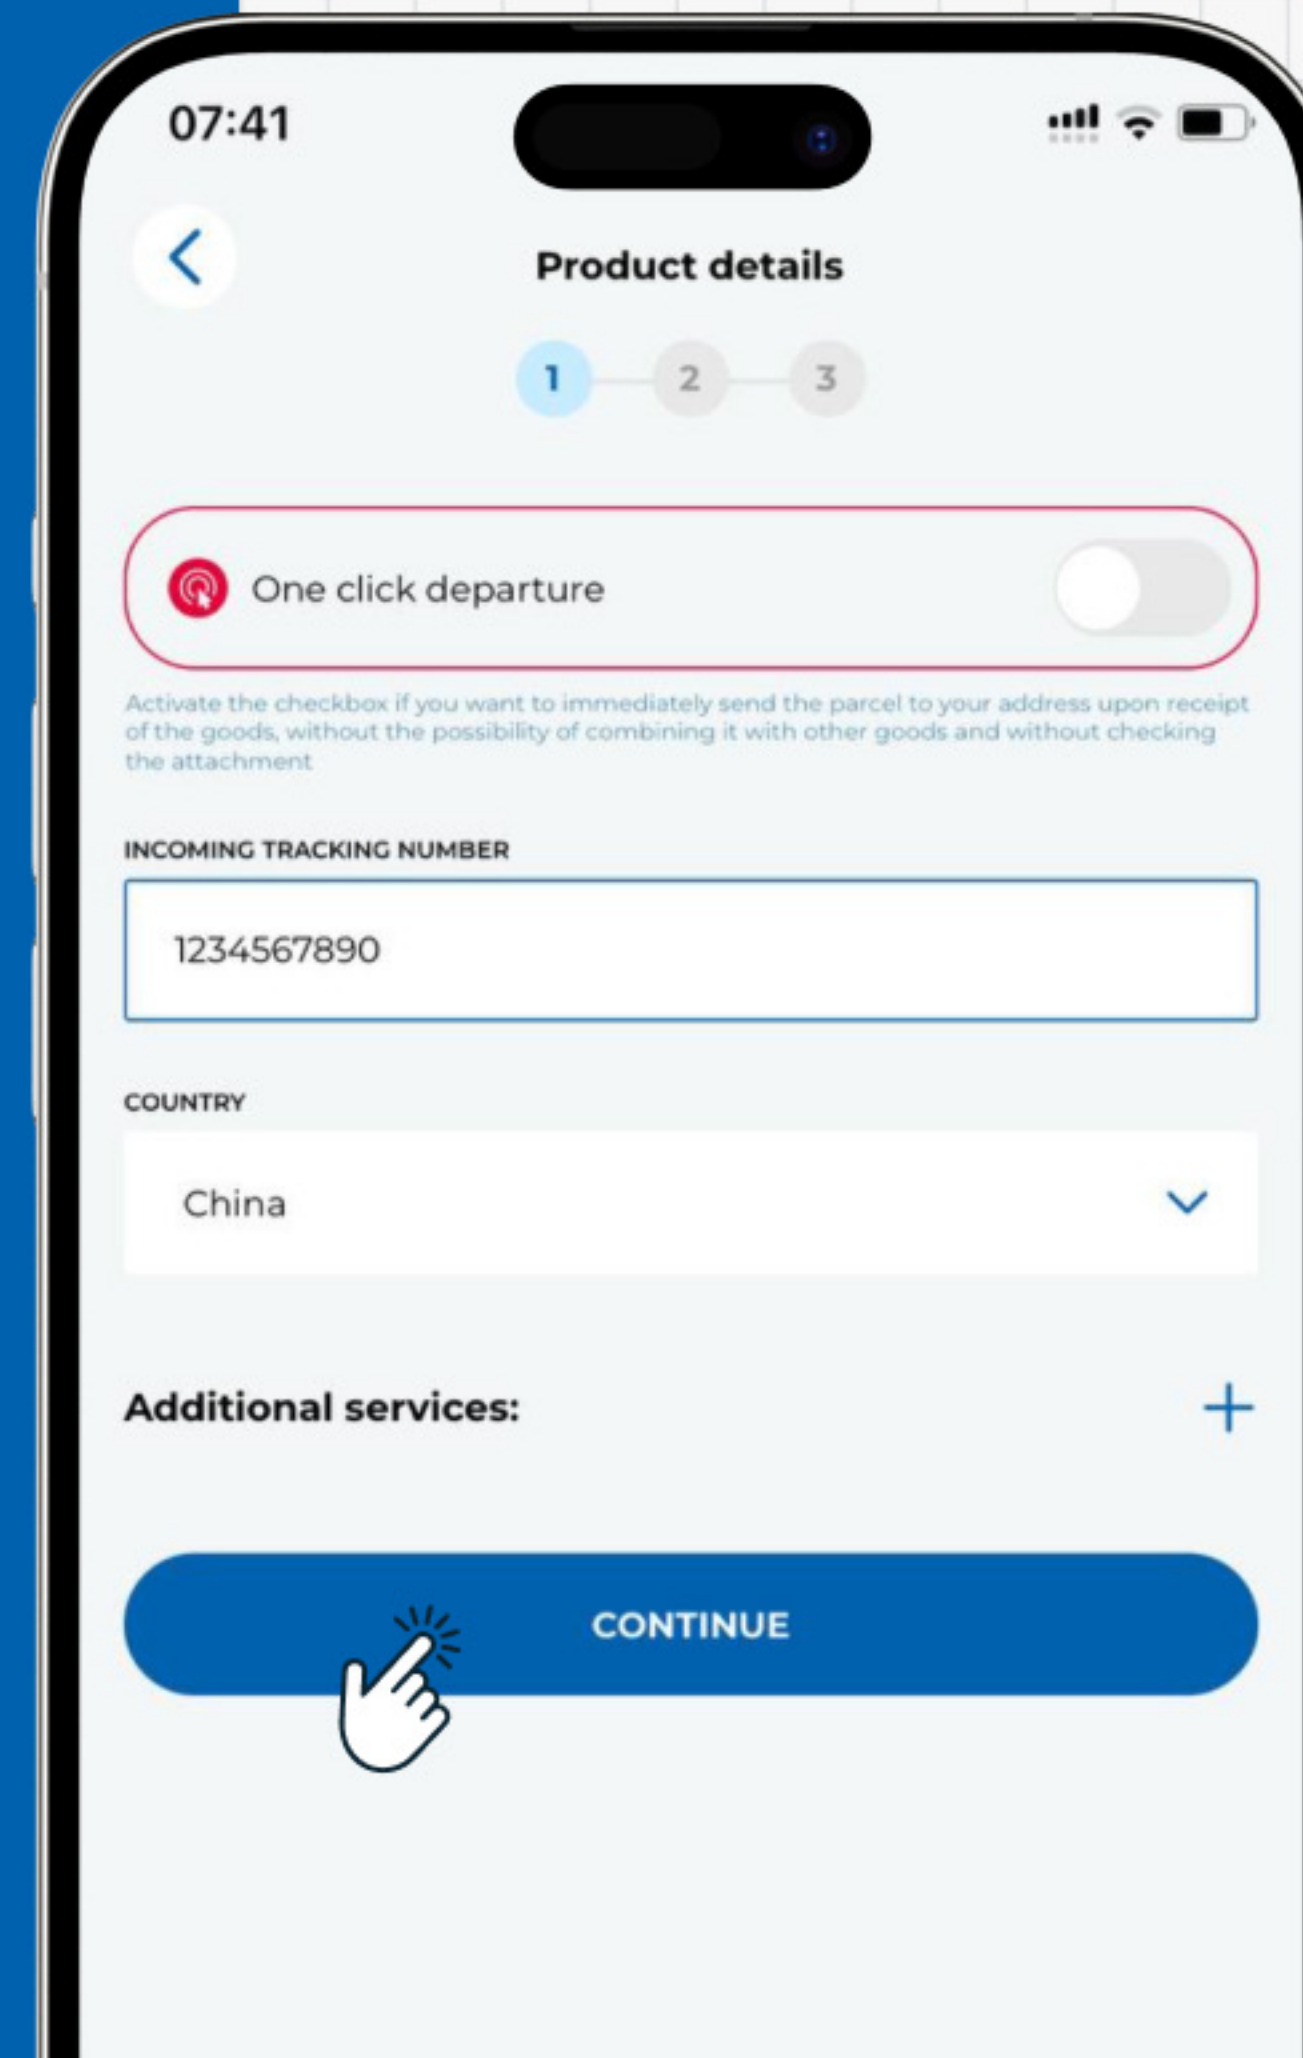 07:41
Product details
1 2 3
One click departure
Activate the checkbox if you want to immediately send the parcel to your address upon receipt
of the goods, without the possibility of combining it with other goods and without checking
the attachment
INCOMING TRACKING NUMBER
1234567890
COUNTRY
China
Additional services:
CONTINUE